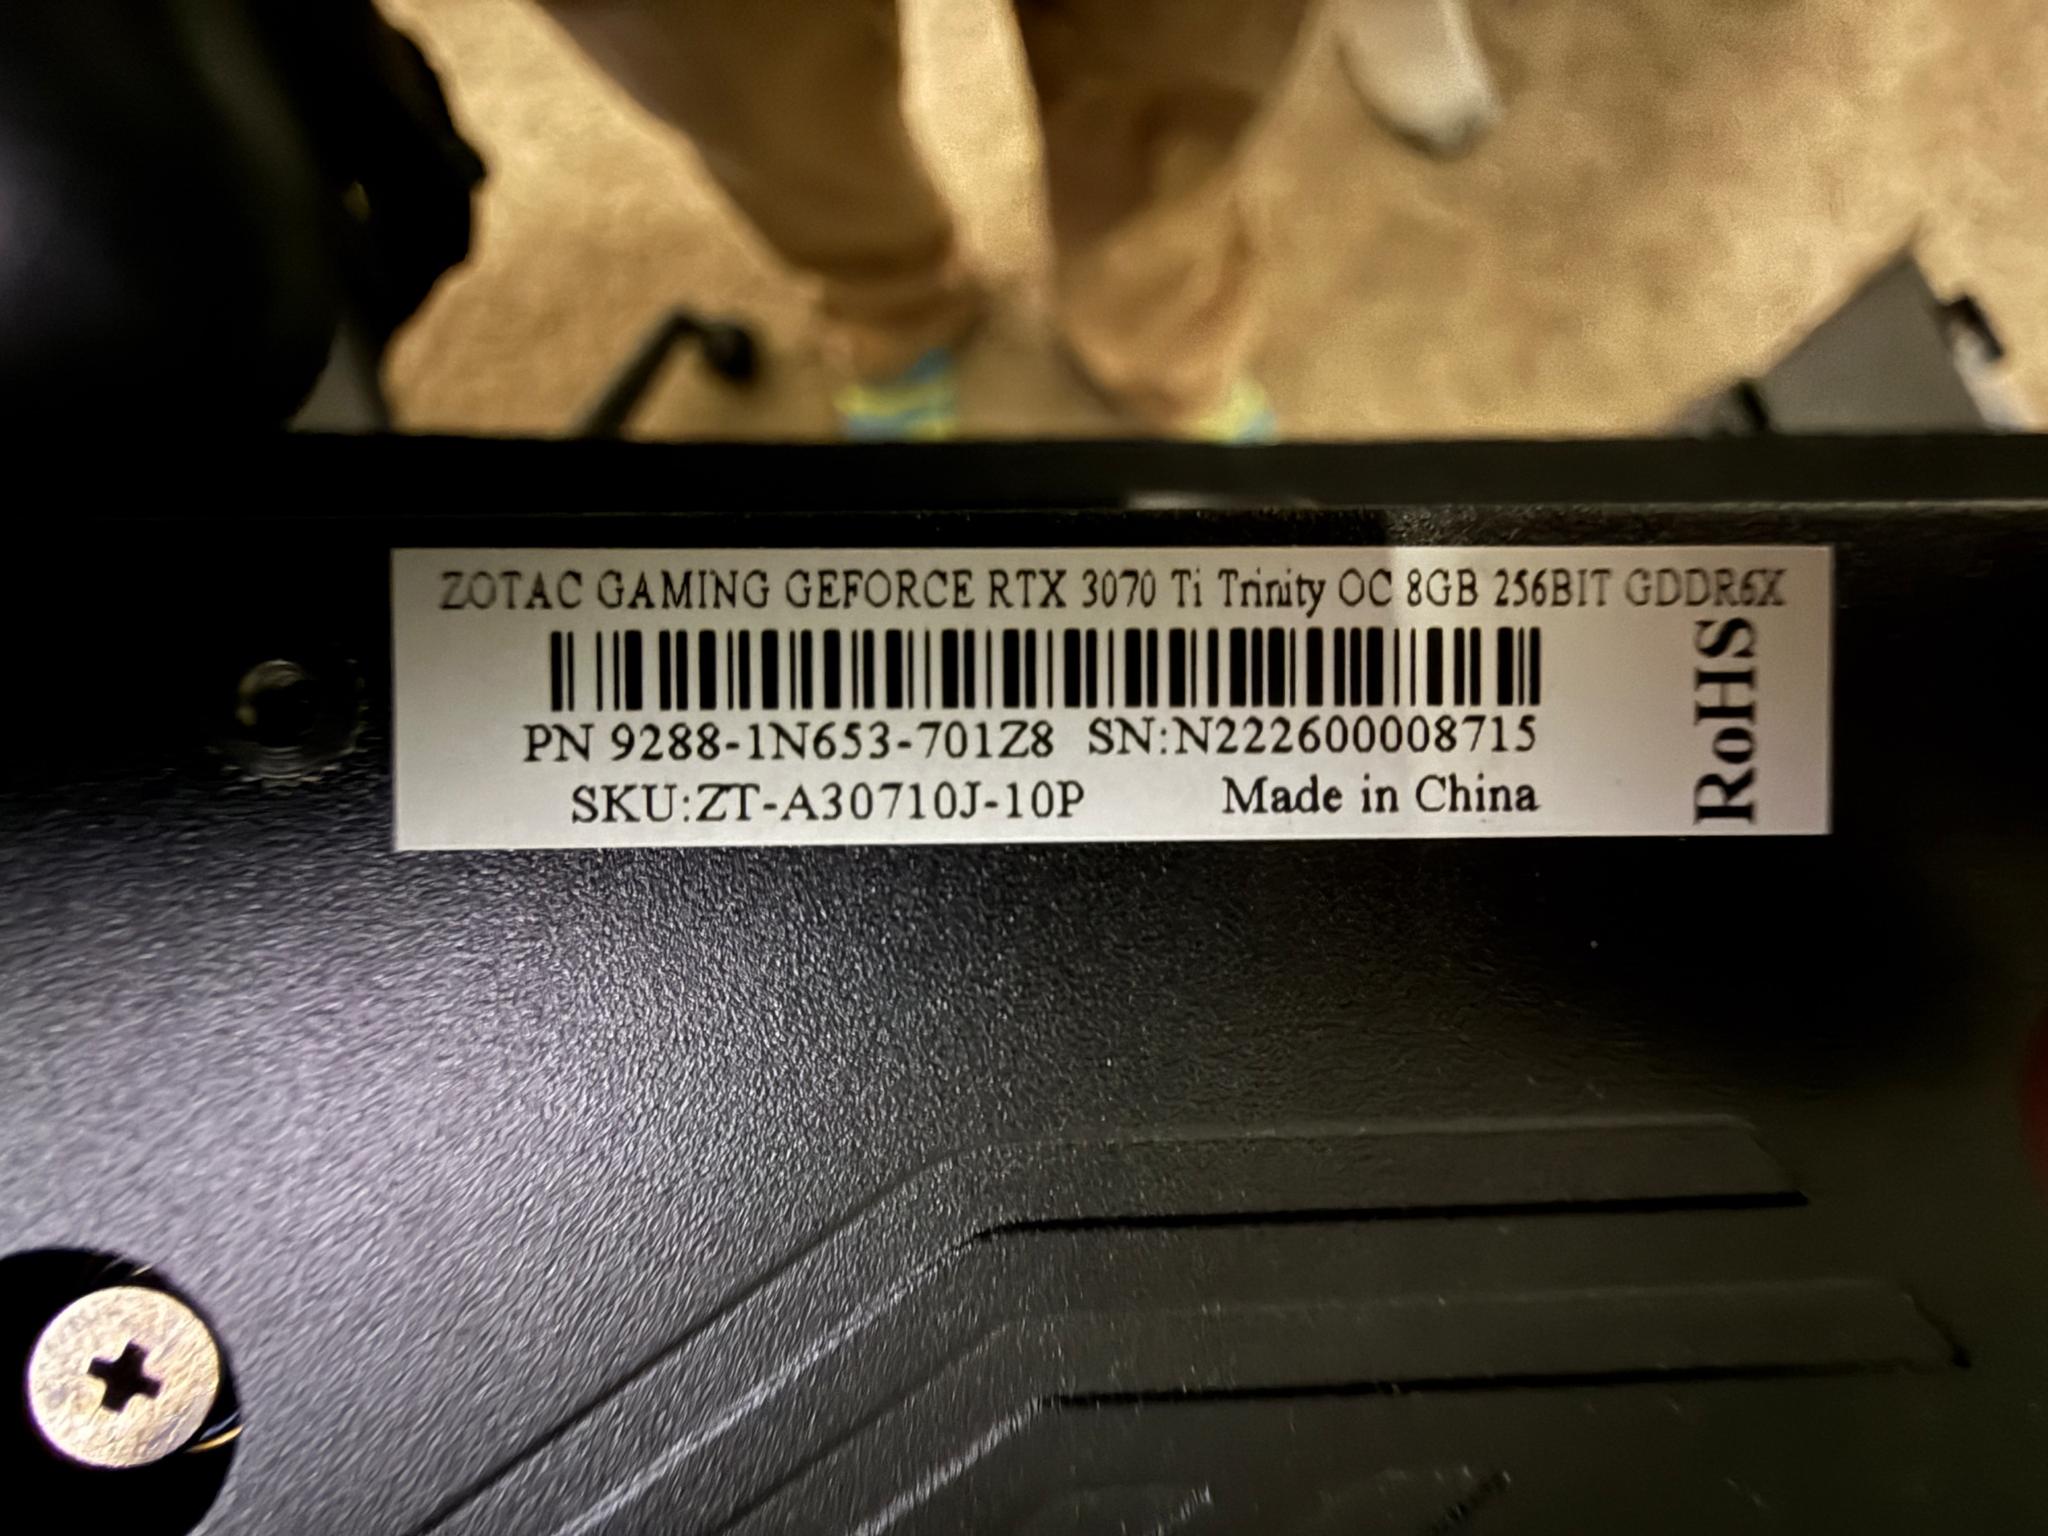 ZOTAC GAMING GEFORCE RTX 3070 Ti Trinity OC 8GB 256BIT GDDR6X
PN 9288-1N653-701Z8 SN:N222600008715
SKU:ZT-A30710J-10P Made in China
RoHS